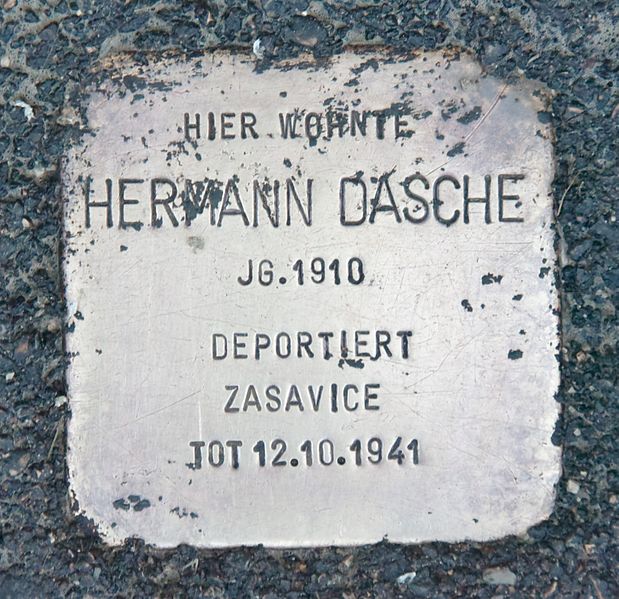 HIER WOHNTE
HERMANN DASCHE
JG.1910
DEPORTIERT
ZASAVICE
TOT 12.10.1941